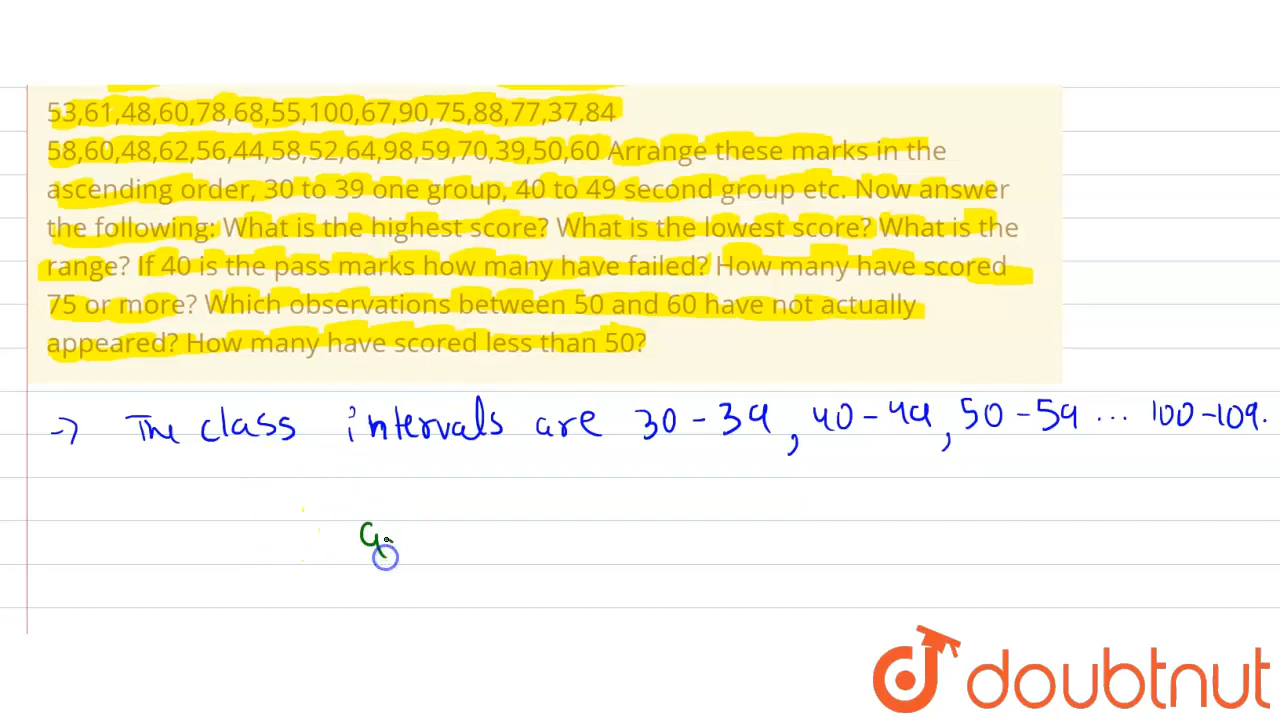 53,61,48,60,78,68,55,100,67,90,75,88,77,37,84
58,60,48,62,56,44,58,52,64,98,59,70,39,50,60 Arrange these marks in the
ascending order, 30 to 39 one group, 40 to 49 second group etc. Now answer
the following: What is the highest score? What is the lowest score? What is the
range? If 40 is the pass marks how many have failed? How many have scored
75 or more? Which observations between 50 and 60 have not actually
appeared? How many have scored less than 50?
→ The class intervals are 30-39, 40-49, 50-59 ... 100-109.
doubtnut